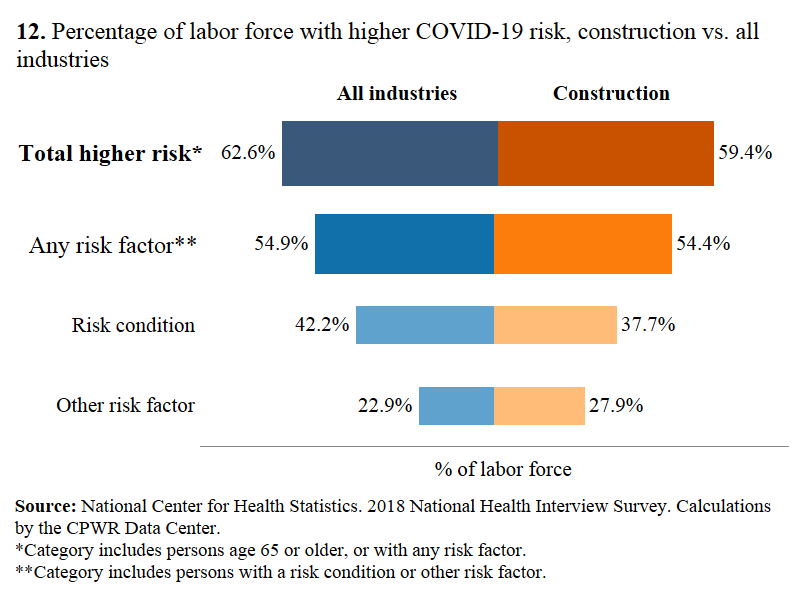 12. Percentage of labor force with higher COVID-19 risk, construction vs. all
industries
All industries
Construction
Total higher risk* 62.6% 59.4%
Any risk factor** 54.9% 54.4%
Risk condition 42.2% 37.7%
Other risk factor 22.9% 27.9%
% of labor force
Source: National Center for Health Statistics. 2018 National Health Interview Survey. Calculations
by the CPWR Data Center.
*Category includes persons age 65 or older, or with any risk factor.
**Category includes persons with a risk condition or other risk factor.